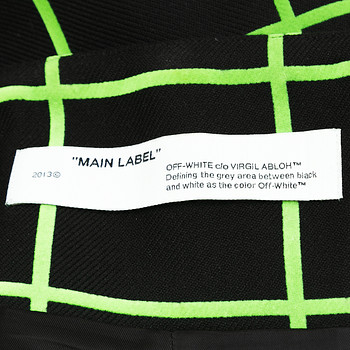 "MAIN LABEL"
2013©
OFF-WHITE c/o VIRGIL ABLOH™
Defining the grey area between black
and white as the color Off-White™